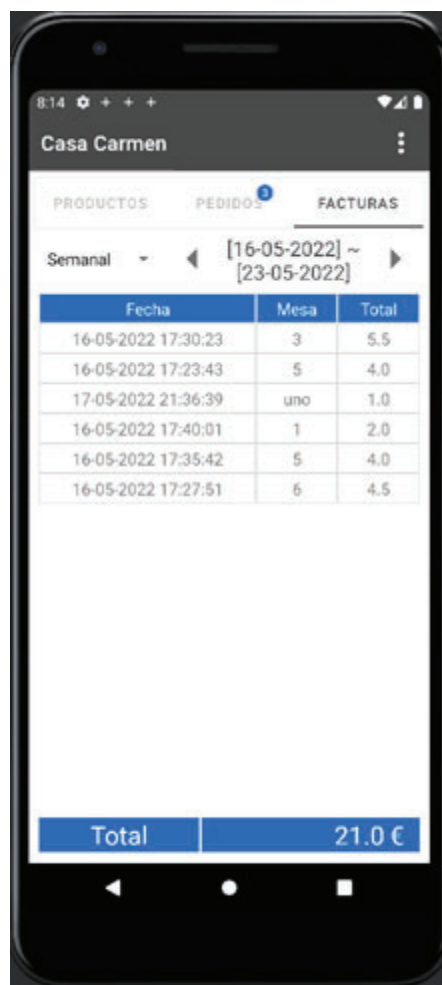 8:14
Casa Carmen
PRODUCTOS PEDIDOS 3 FACTURAS
Semanal [16-05-2022] ~
[23-05-2022]
Fecha Mesa Total
16-05-2022 17:30:23 3 5.5
16-05-2022 17:23:43 5 4.0
17-05-2022 21:36:39 uno 1.0
16-05-2022 17:40:01 1 2.0
16-05-2022 17:35:42 5 4.0
16-05-2022 17:27:51 6 4.5
Total 21.0 €